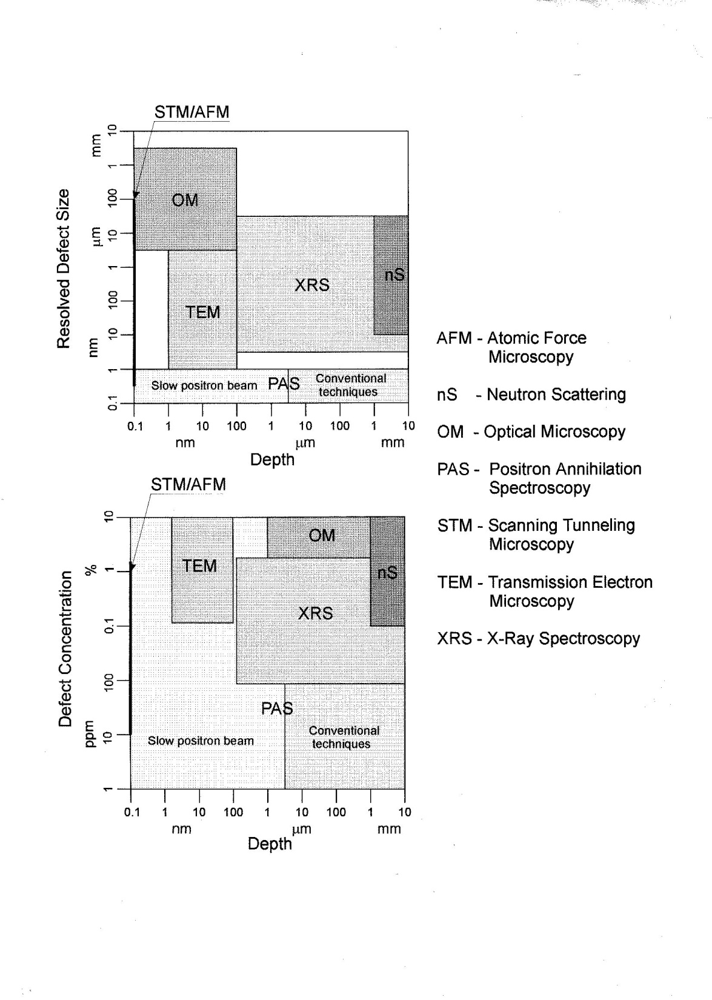 STM/AFM
10
mm
1
100
OM
μm
10
1
XRS
nS
100
TEM
10
nm
1
Slow positron beam
PAS
Conventional
techniques
0.1
0.1 1 10 100 1 10 100 1 10
nm μm mm
Depth
Resolved Defect Size
AFM - Atomic Force
Microscopy
nS - Neutron Scattering
OM - Optical Microscopy
PAS - Positron Annihilation
Spectroscopy
STM - Scanning Tunneling
Microscopy
TEM - Transmission Electron
Microscopy
XRS - X-Ray Spectroscopy
STM/AFM
10
OM
TEM
%
1
nS
XRS
0.1
100
PAS
ppm
10
Slow positron beam
Conventional
techniques
1
0.1 1 10 100 1 10 100 1 10
nm μm mm
Depth
Defect Concentration